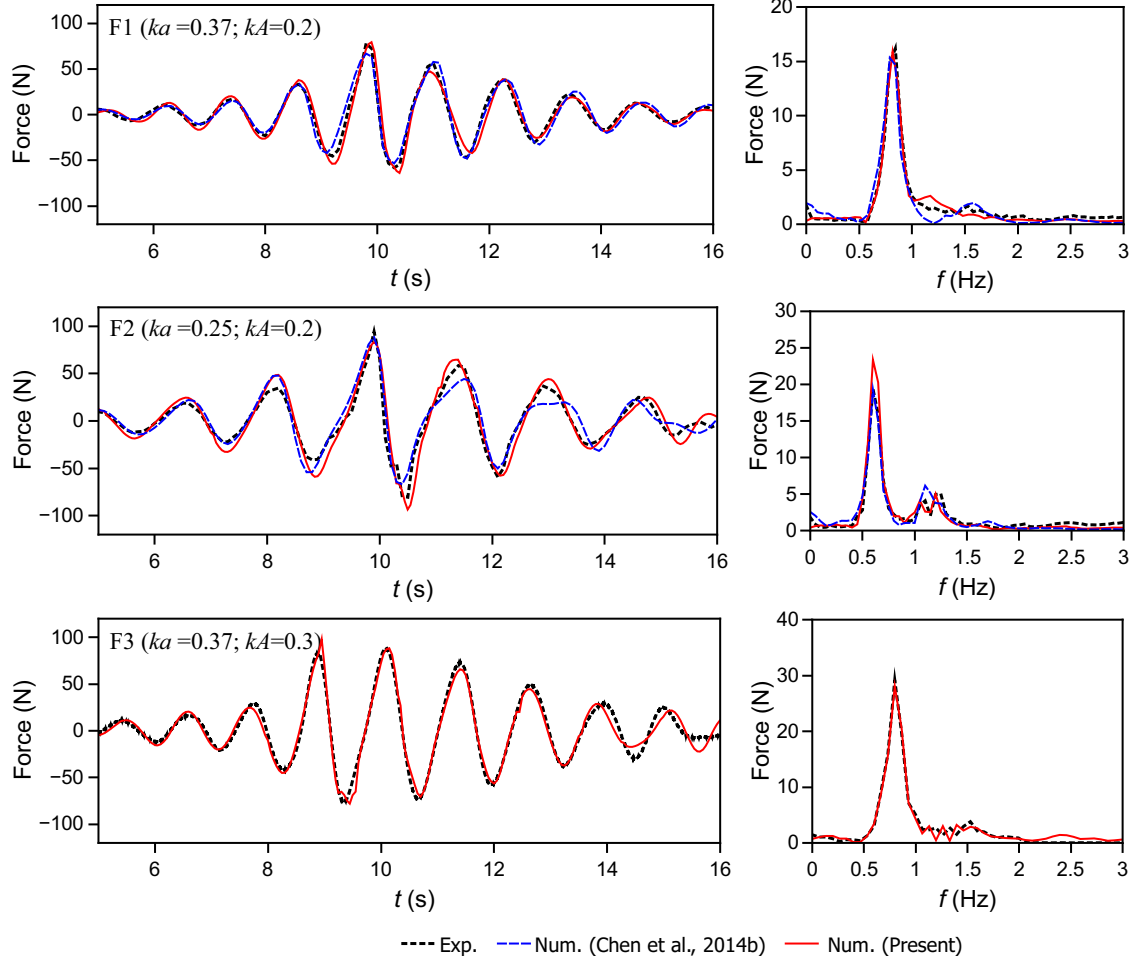 F1 (ka =0.37; kA=0.2)
Force (N)
100
50
0
−50
−100
6 8 10 12 14 16
t (s)
Force (N)
20
15
10
5
0
0 0.5 1 1.5 2 2.5 3
f (Hz)
F2 (ka =0.25; kA=0.2)
Force (N)
100
50
0
−50
−100
6 8 10 12 14 16
t (s)
Force (N)
30
25
20
15
10
5
0
0 0.5 1 1.5 2 2.5 3
f (Hz)
F3 (ka =0.37; kA=0.3)
Force (N)
100
50
0
−50
−100
6 8 10 12 14 16
t (s)
Force (N)
40
30
20
10
0
0 0.5 1 1.5 2 2.5 3
f (Hz)
Exp. Num. (Chen et al., 2014b) Num. (Present)